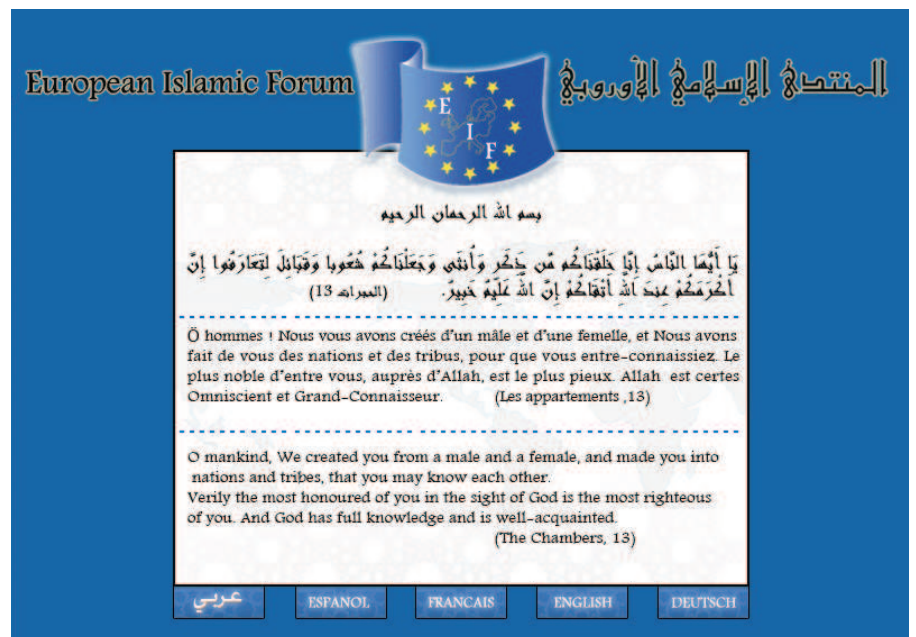 European Islamic Forum
المنتدى الإسلامي الأوروبي
E
I
F
بسم الله الرحمان الرحيم
يَا أَيُّهَا النَّاسُ إِنَّا خَلَقْنَاكُم مِّن ذَكَرٍ وَأُنثَى وَجَعَلْنَاكُمْ شُعُوبا وَقَبَائِلَ لِتَعَارَفُوا إِنَّ
أَكْرَمَكُمْ عِندَ اللهِ أَتْقَاكُمْ إِنَّ اللهَ عَلِيمٌ خَبِيرٌ. (الحجرات 13)
Ö hommes ! Nous vous avons créés d'un mâle et d'une femelle, et Nous avons
fait de vous des nations et des tribus, pour que vous entre-connaissiez. Le
plus noble d'entre vous, auprès d'Allah, est le plus pieux. Allah est certes
Omniscient et Grand-Connaisseur. (Les appartements ,13)
O mankind, We created you from a male and a female, and made you into
nations and tribes, that you may know each other.
Verily the most honoured of you in the sight of God is the most righteous
of you. And God has full knowledge and is well-acquainted.
(The Chambers, 13)
عربي ESPANOL FRANCAIS ENGLISH DEUTSCH